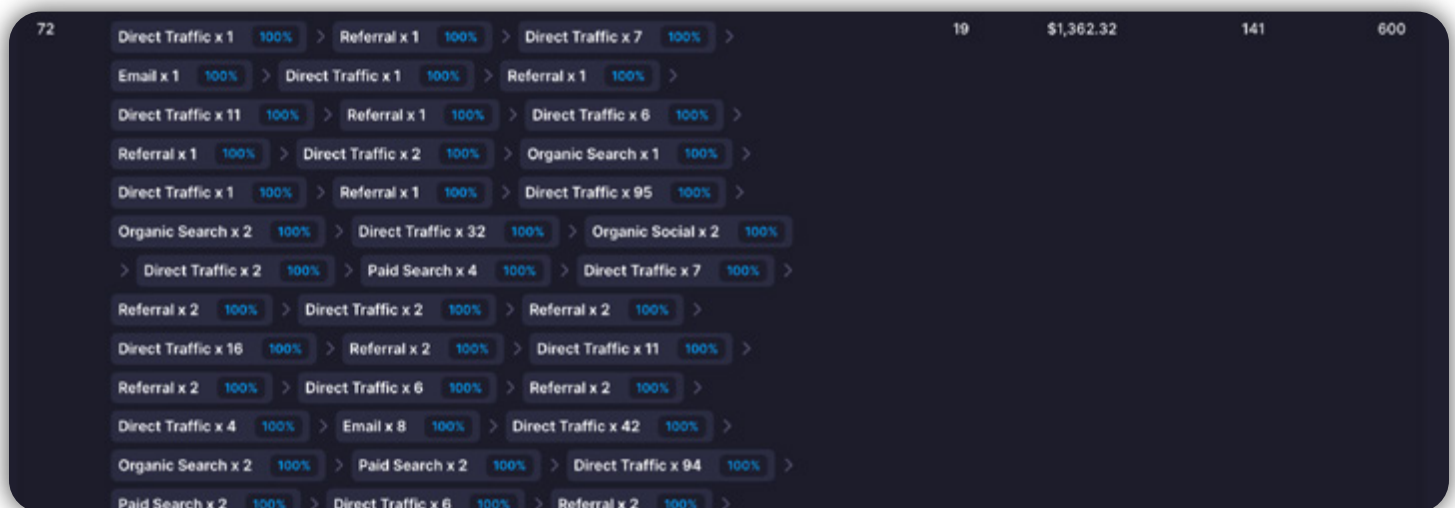 72 Direct Traffic x 1 100% > Referral x 1 100% > Direct Traffic x 7 100% > 19 $1,362.32 141 600
Email x 1 100% > Direct Traffic x 1 100% > Referral x 1 100% >
Direct Traffic x 11 100% > Referral x 1 100% > Direct Traffic x 6 100% >
Referral x 1 100% > Direct Traffic x 2 100% > Organic Search x 1 100% >
Direct Traffic x 1 100% > Referral x 1 100% > Direct Traffic x 95 100% >
Organic Search x 2 100% > Direct Traffic x 32 100% > Organic Social x 2 100%
> Direct Traffic x 2 100% > Paid Search x 4 100% > Direct Traffic x 7 100% >
Referral x 2 100% > Direct Traffic x 2 100% > Referral x 2 100% >
Direct Traffic x 16 100% > Referral x 2 100% > Direct Traffic x 11 100% >
Referral x 2 100% > Direct Traffic x 6 100% > Referral x 2 100% >
Direct Traffic x 4 100% > Email x 8 100% > Direct Traffic x 42 100% >
Organic Search x 2 100% > Paid Search x 2 100% > Direct Traffic x 94 100% >
Paid Search x 2 100% > Direct Traffic x 6 100% > Referral x 2 100% >